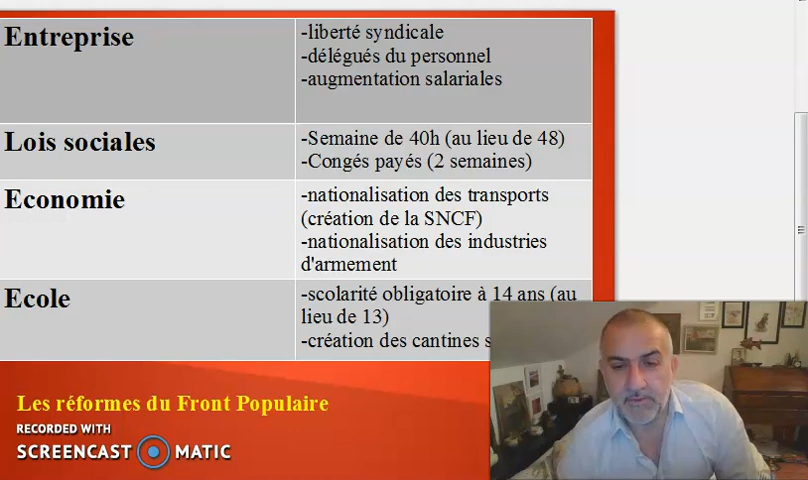 Entreprise
-liberté syndicale
-délégués du personnel
-augmentation salariales
Lois sociales
-Semaine de 40h (au lieu de 48)
-Congés payés (2 semaines)
Economie
-nationalisation des transports
(création de la SNCF)
-nationalisation des industries
d'armement
Ecole
-scolarité obligatoire à 14 ans (au
lieu de 13)
-création des cantines
Les réformes du Front Populaire
RECORDED WITH
SCREENCAST MATIC